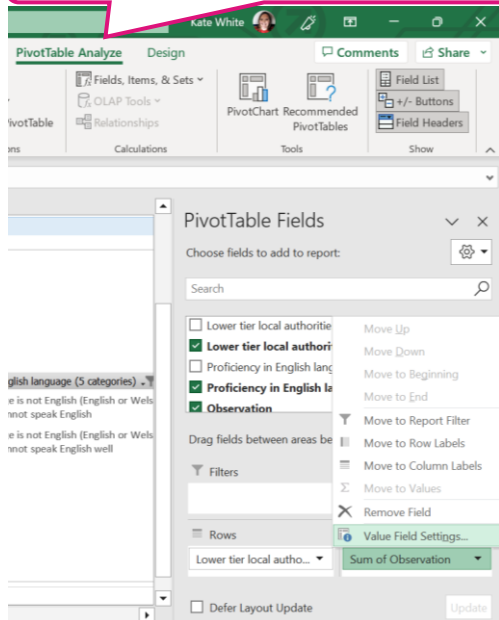 Kate White
PivotTable Analyze Design
Comments Share
Fields, Items, & Sets
OLAP Tools
Relationships
PivotTable
Calculations
PivotChart Recommended
PivotTables
Tools
Field List
+/- Buttons
Field Headers
Show
PivotTable Fields
Choose fields to add to report:
Search
Lower tier local authoritie
Lower tier local authori
Proficiency in English lang
Proficiency in English la
Observation
glish language (5 categories)
e is not English (English or Wels
nnot speak English
e is not English (English or Wels
nnot speak English well
Drag fields between areas be
Filters
Rows
Lower tier local autho...
Sum of Observation
Move Up
Move Down
Move to Beginning
Move to End
Move to Report Filter
Move to Row Labels
Move to Column Labels
Σ Move to Values
Remove Field
Value Field Settings...
Defer Layout Update
Update